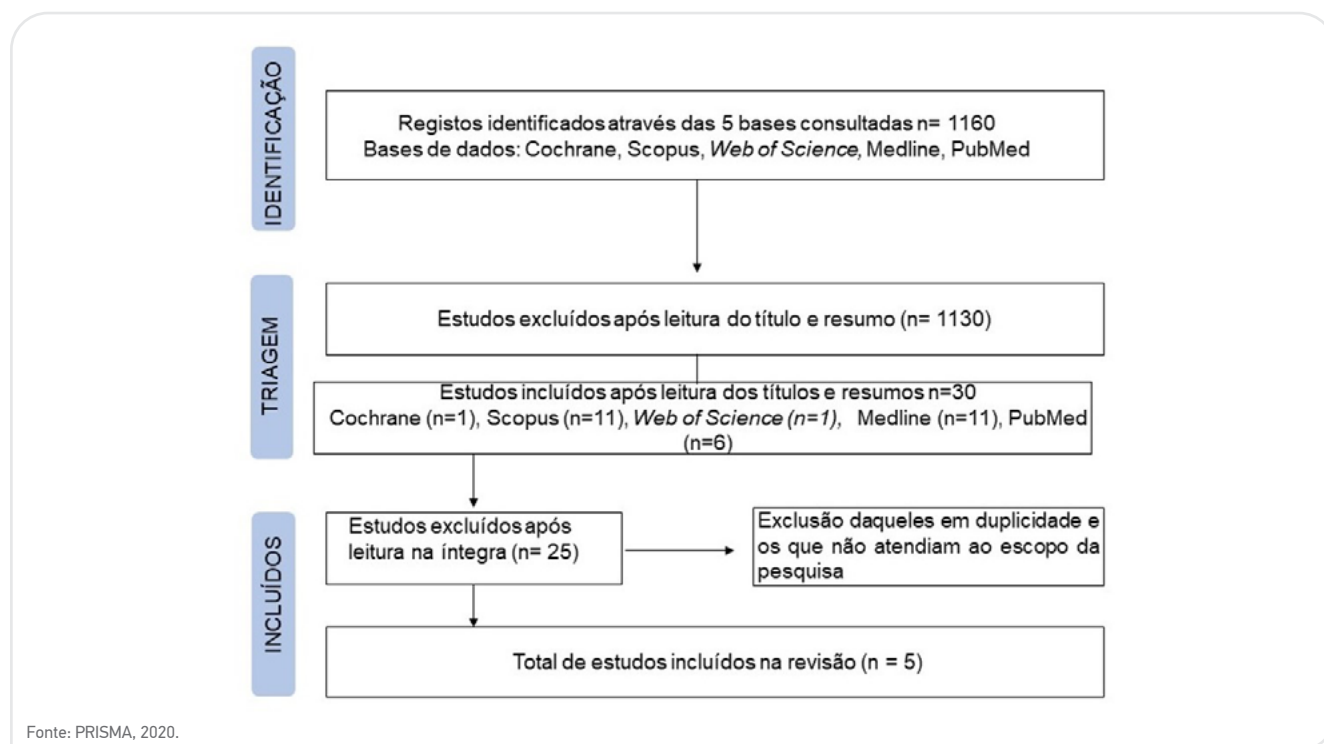 IDENTIFICAÇÃO
Registos identificados através das 5 bases consultadas n= 1160
Bases de dados: Cochrane, Scopus, Web of Science, Medline, PubMed
TRIAGEM
Estudos excluídos após leitura do título e resumo (n= 1130)
Estudos incluídos após leitura dos títulos e resumos n=30
Cochrane (n=1), Scopus (n=11), Web of Science (n=1), Medline (n=11), PubMed
(n=6)
INCLUÍDOS
Estudos excluídos após
leitura na íntegra (n= 25)
Exclusão daqueles em duplicidade e
os que não atendiam ao escopo da
pesquisa
Total de estudos incluídos na revisão (n = 5)
Fonte: PRISMA, 2020.